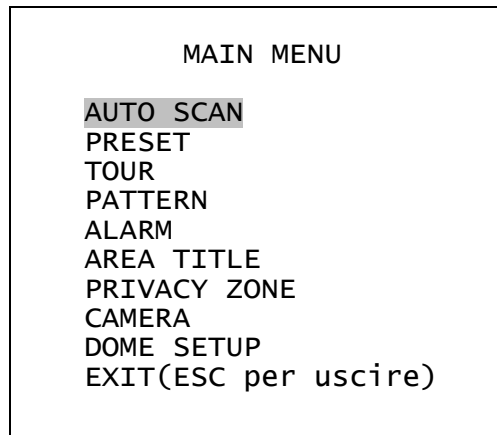 MAIN MENU
AUTO SCAN
PRESET
TOUR
PATTERN
ALARM
AREA TITLE
PRIVACY ZONE
CAMERA
DOME SETUP
EXIT(ESC per uscire)